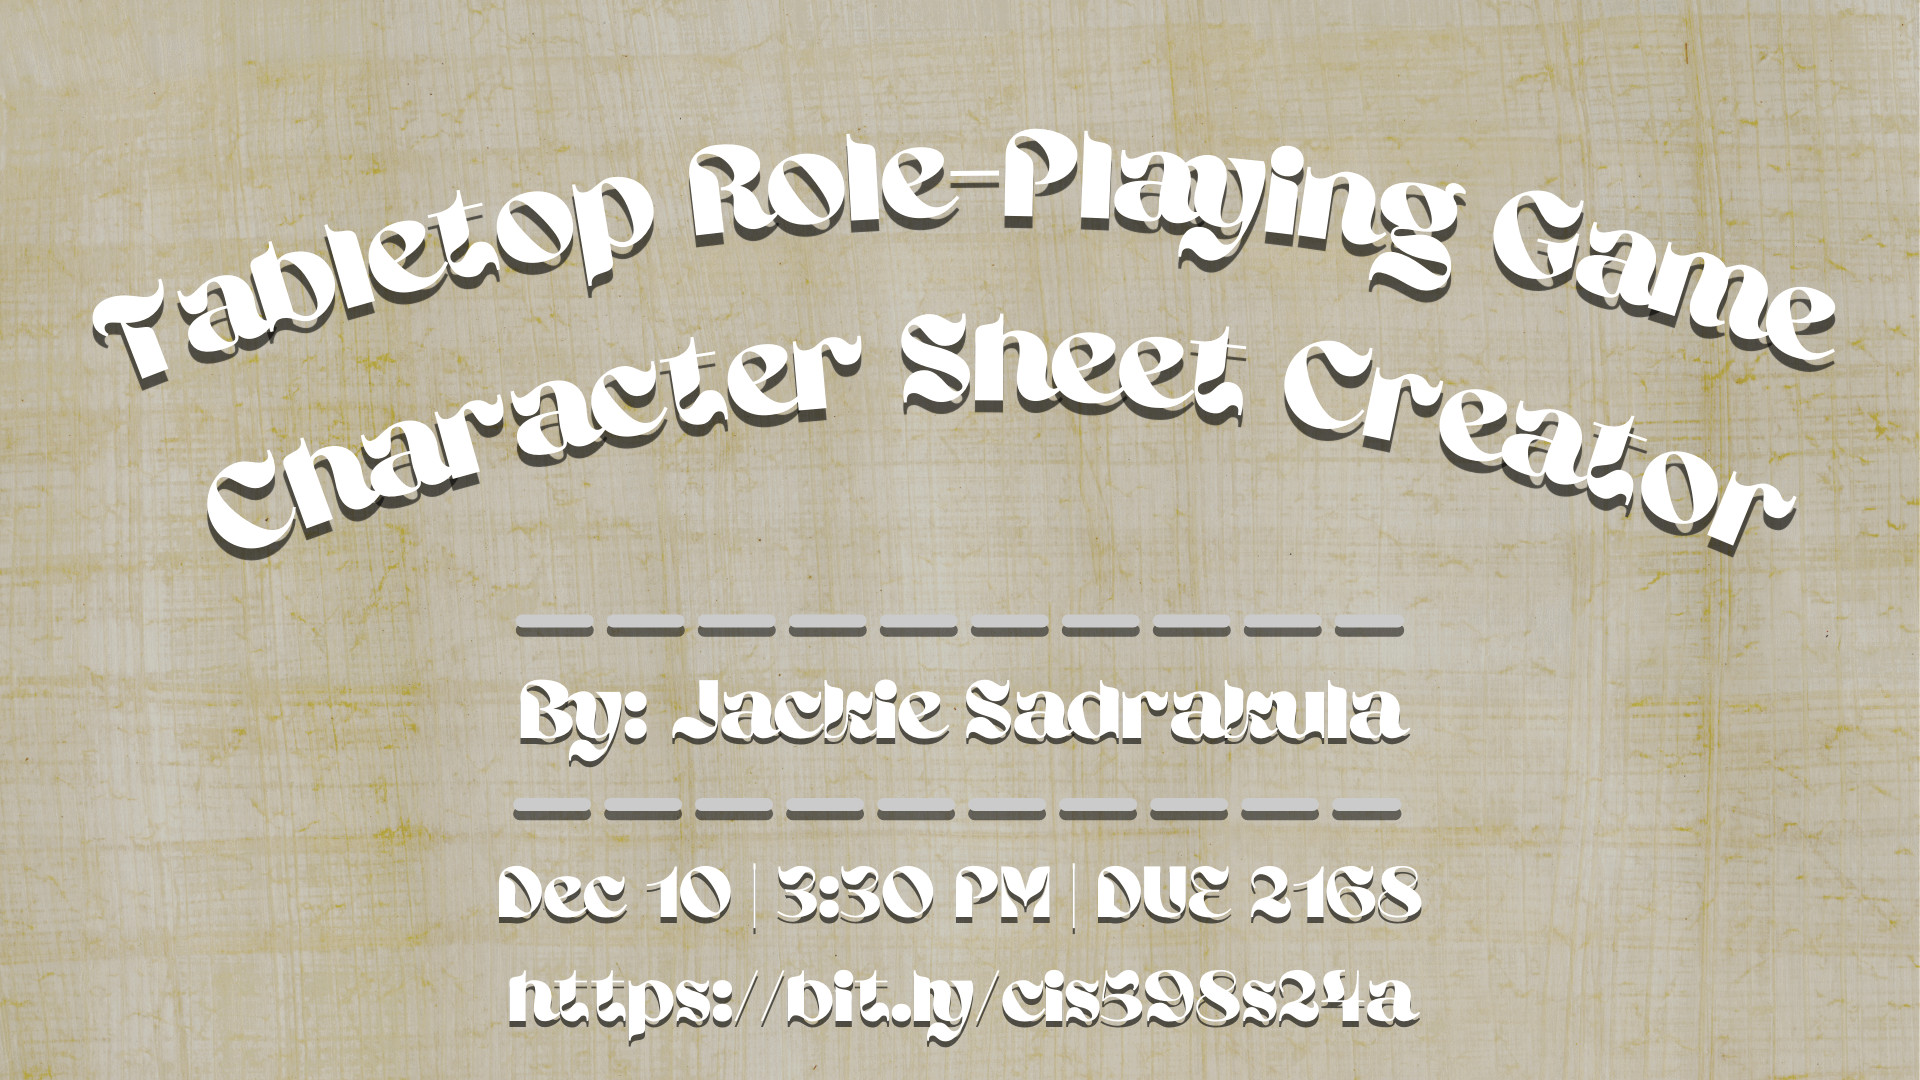 Tabletop Role-Playing Game
Character Sheet Creator
By: Jackie Sadrakula
Dec 10 | 3:30 PM | DUE 2168
https://bit.ly/cis598s24a